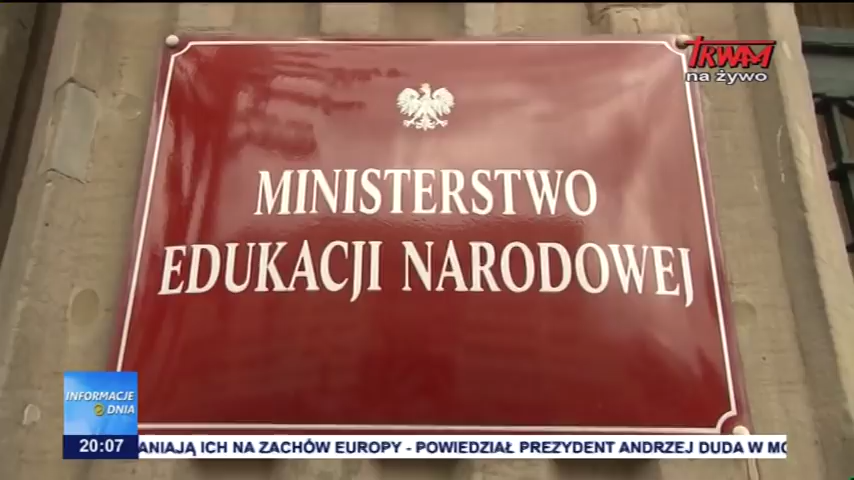 TRWAM
na żywo
MINISTERSTWO
EDUKACJI NARODOWEJ
INFORMACJE
DNIA
20:07
ANIAJĄ ICH NA ZACHÓW EUROPY - POWIEDZIAŁ PREZYDENT ANDRZEJ DUDA W MO